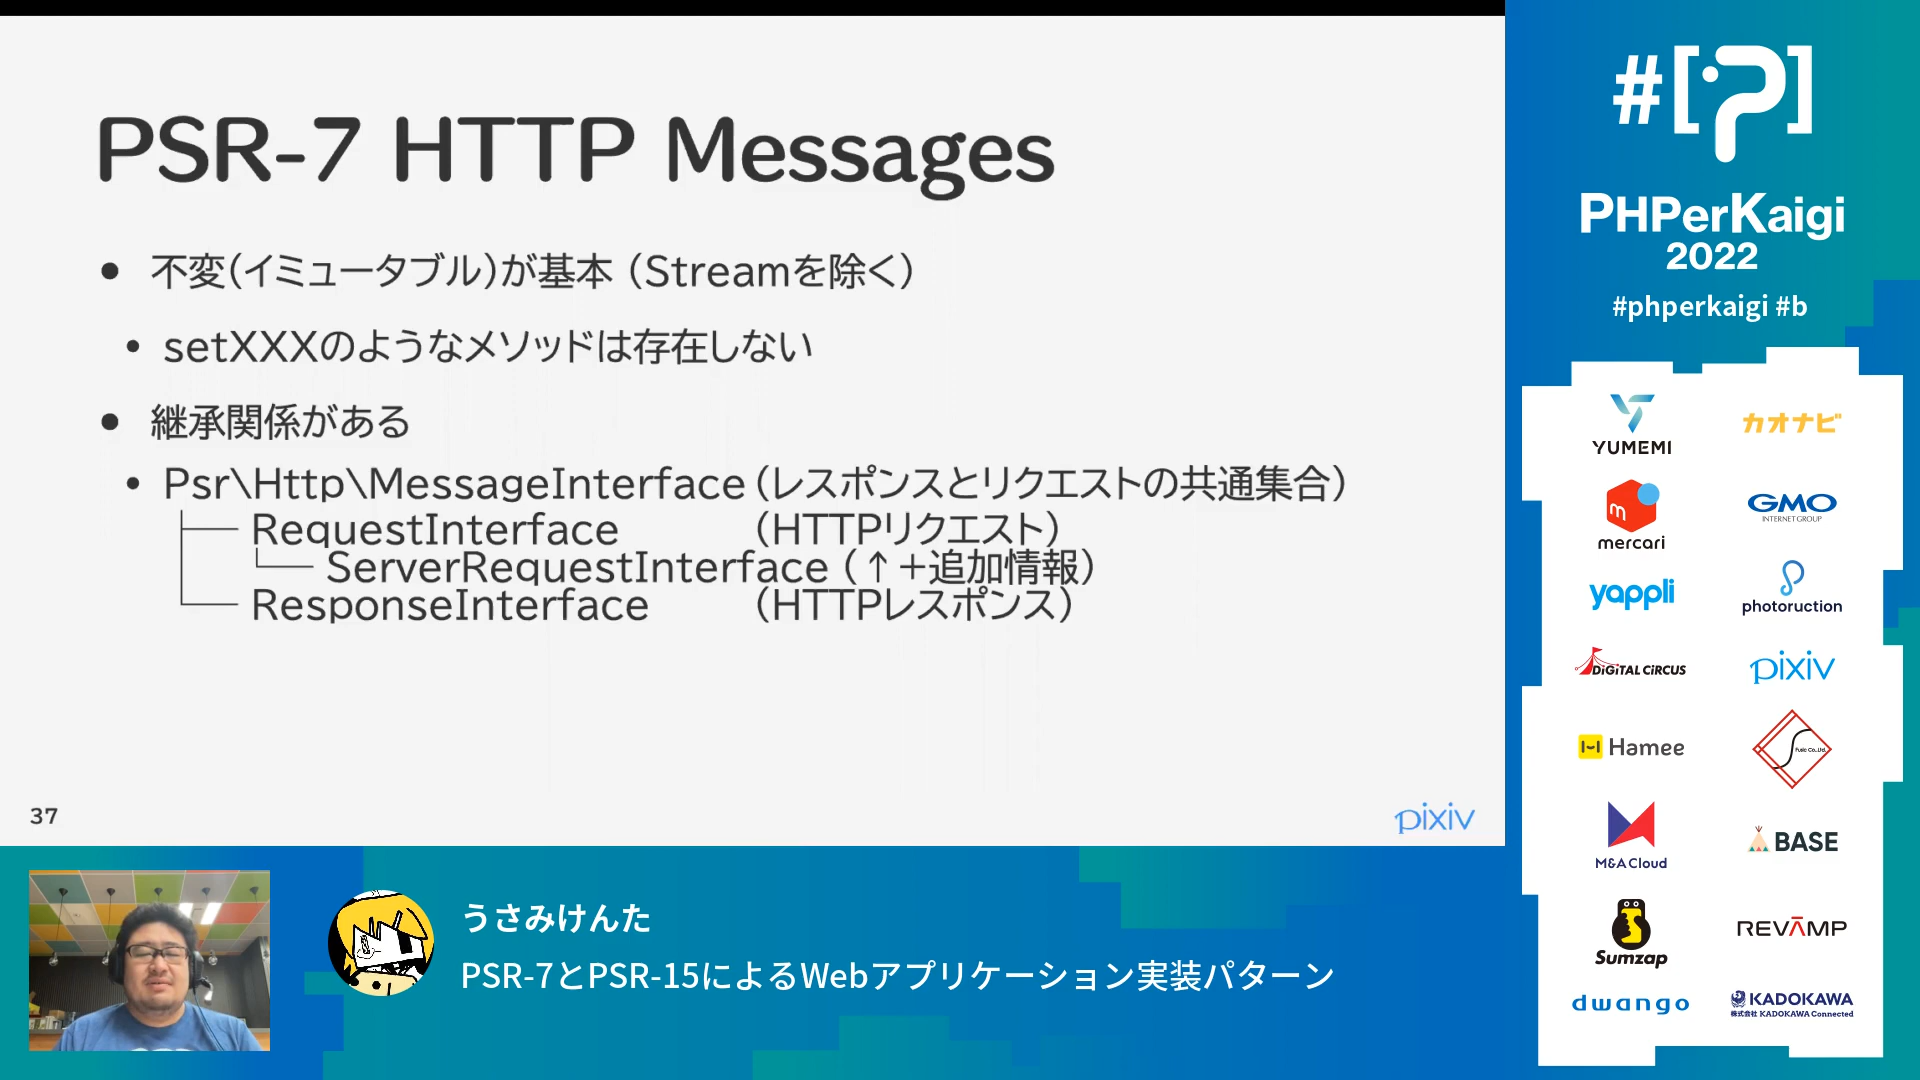 PSR-7 HTTP Messages
不変(イミュータブル)が基本 (Streamを除く)
setXXXのようなメソッドは存在しない
継承関係がある
Psr\Http\MessageInterface (レスポンスとリクエストの共通集合)
RequestInterface (HTTPリクエスト)
ServerRequestInterface (↑+追加情報)
ResponseInterface (HTTPレスポンス)
37
pixiv
うさみけんた
PSR-7とPSR-15によるWebアプリケーション実装パターン
#[?]
PHPerKaigi
2022
#phperkaigi #b
YUMEMI
カオナビ
mercari
GMO
INTERNET GROUP
yappli
photoruction
DiGiTAL CiRCUS
pixiv
Hamee
Fusic Co.,Ltd.
M&A Cloud
BASE
Sumzap
REVAMP
dwango
KADOKAWA
株式会社 KADOKAWA Connected